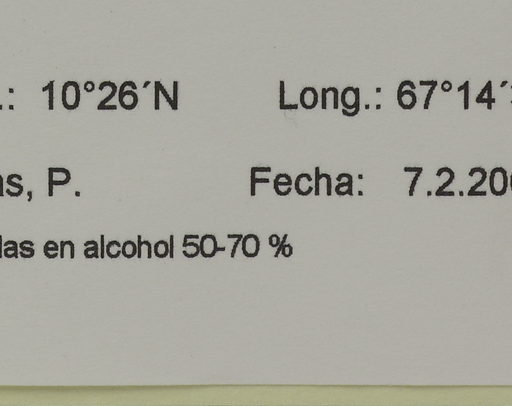 .: 10°26´N Long.: 67°14´
s, P. Fecha: 7.2.20
las en alcohol 50-70 %